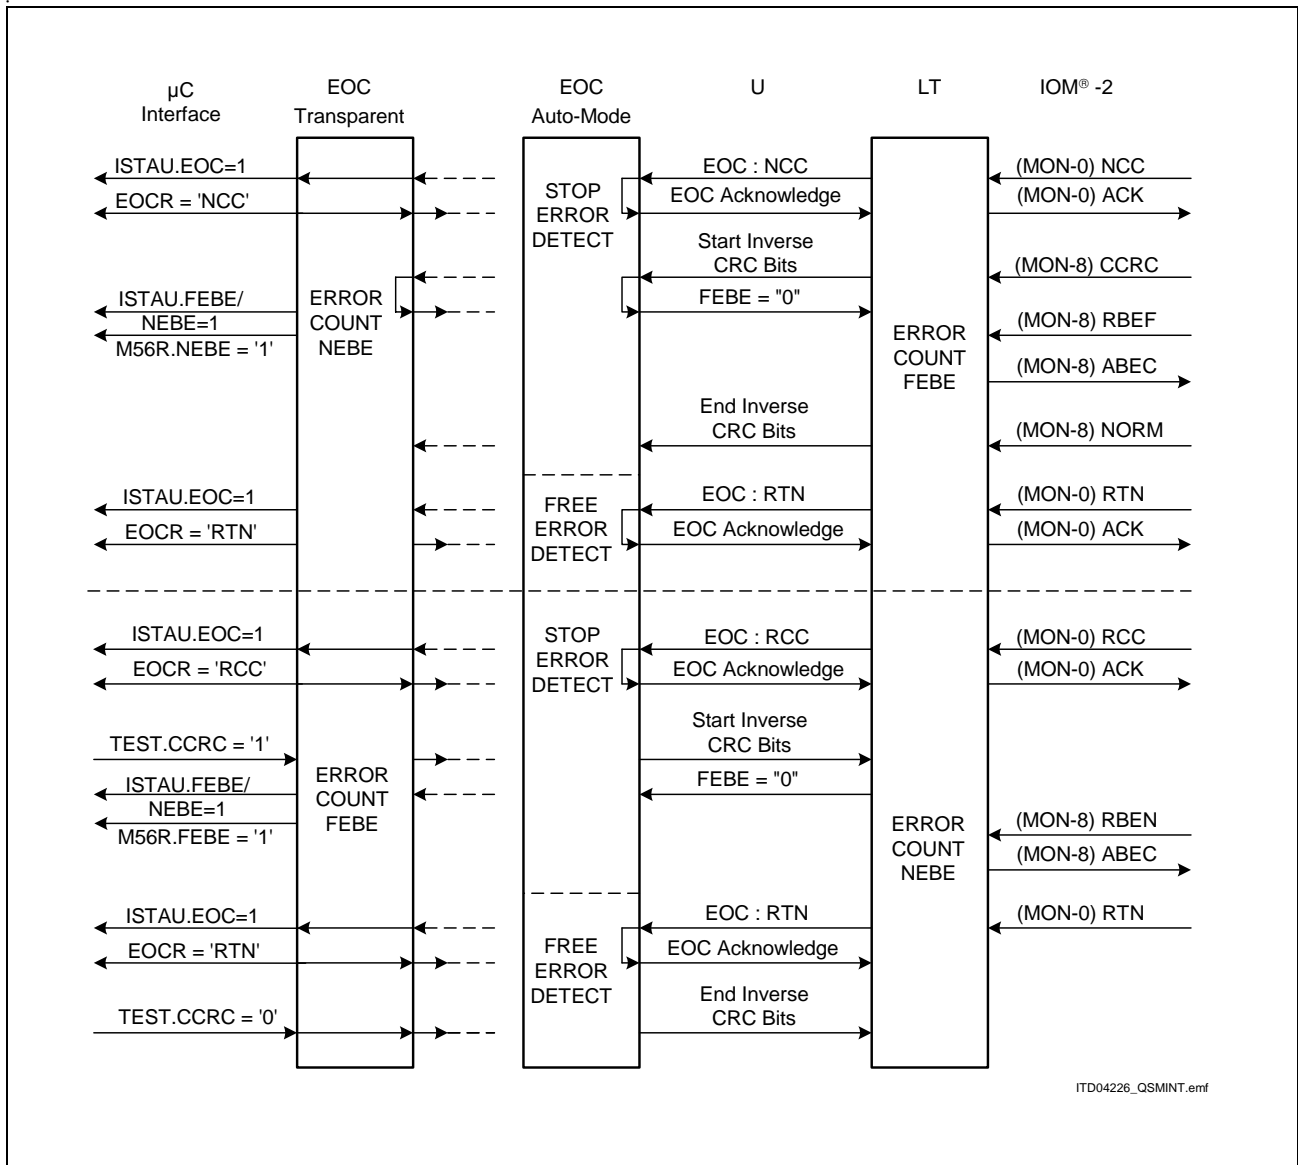 µC
Interface
EOC
Transparent
EOC
Auto-Mode
U
LT
IOM® -2
ISTAU.EOC=1
EOC : NCC
(MON-0) NCC
EOCR = 'NCC'
STOP
ERROR
DETECT
EOC Acknowledge
(MON-0) ACK
Start Inverse
CRC Bits
(MON-8) CCRC
ISTAU.FEBE/
NEBE=1
M56R.NEBE = '1'
ERROR
COUNT
NEBE
FEBE = "0"
ERROR
COUNT
FEBE
(MON-8) RBEF
(MON-8) ABEC
End Inverse
CRC Bits
(MON-8) NORM
ISTAU.EOC=1
FREE
ERROR
DETECT
EOC : RTN
(MON-0) RTN
EOCR = 'RTN'
EOC Acknowledge
(MON-0) ACK
ISTAU.EOC=1
STOP
ERROR
DETECT
EOC : RCC
(MON-0) RCC
EOCR = 'RCC'
EOC Acknowledge
(MON-0) ACK
TEST.CCRC = '1'
Start Inverse
CRC Bits
ISTAU.FEBE/
NEBE=1
M56R.FEBE = '1'
ERROR
COUNT
FEBE
FEBE = "0"
ERROR
COUNT
NEBE
(MON-8) RBEN
(MON-8) ABEC
ISTAU.EOC=1
EOC : RTN
(MON-0) RTN
EOCR = 'RTN'
FREE
ERROR
DETECT
EOC Acknowledge
TEST.CCRC = '0'
End Inverse
CRC Bits
ITD04226_QSMINT.emf